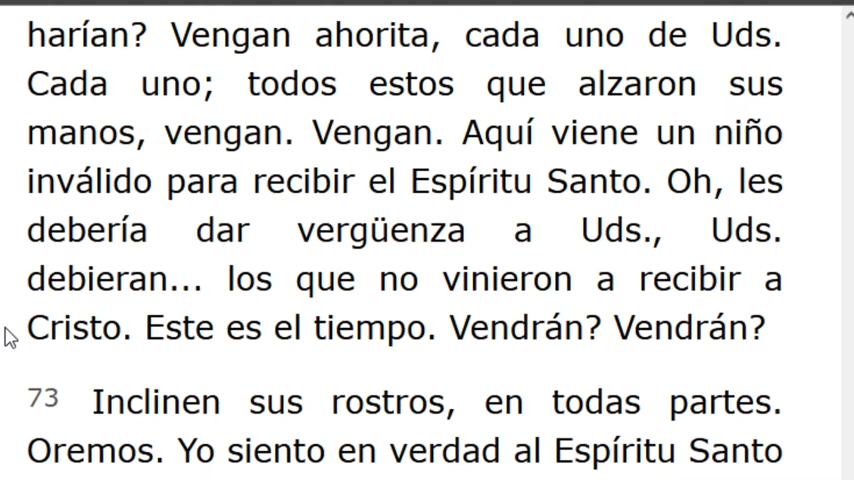 harían? Vengan ahorita, cada uno de Uds.
Cada uno; todos estos que alzaron sus
manos, vengan. Vengan. Aquí viene un niño
inválido para recibir el Espíritu Santo. Oh, les
debería dar vergüenza a Uds., Uds.
debieran... los que no vinieron a recibir a
Cristo. Este es el tiempo. Vendrán? Vendrán?
73 Inclinen sus rostros, en todas partes.
Oremos. Yo siento en verdad al Espíritu Santo